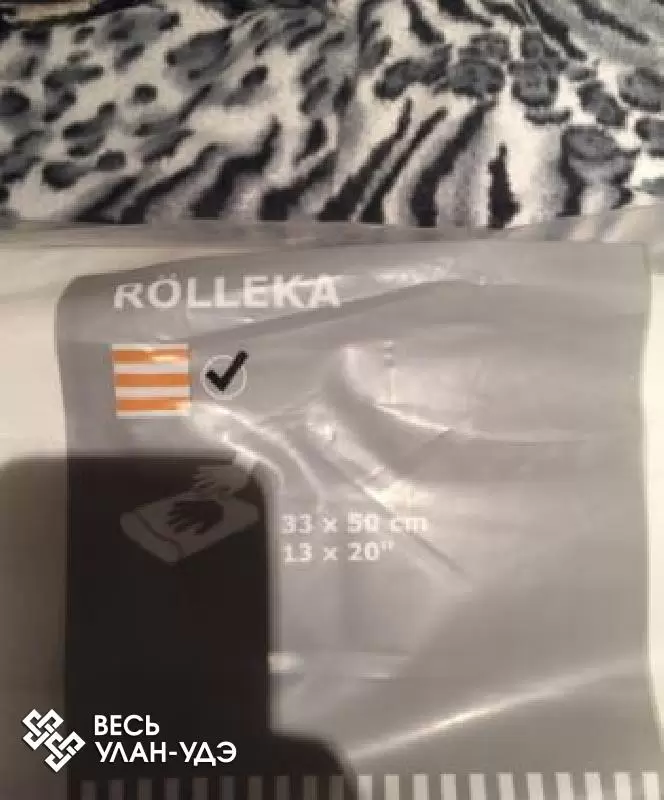 RÖLLEKA
33 x 50 cm
13 x 20"
ВЕСЬ
УЛАН-УДЭ